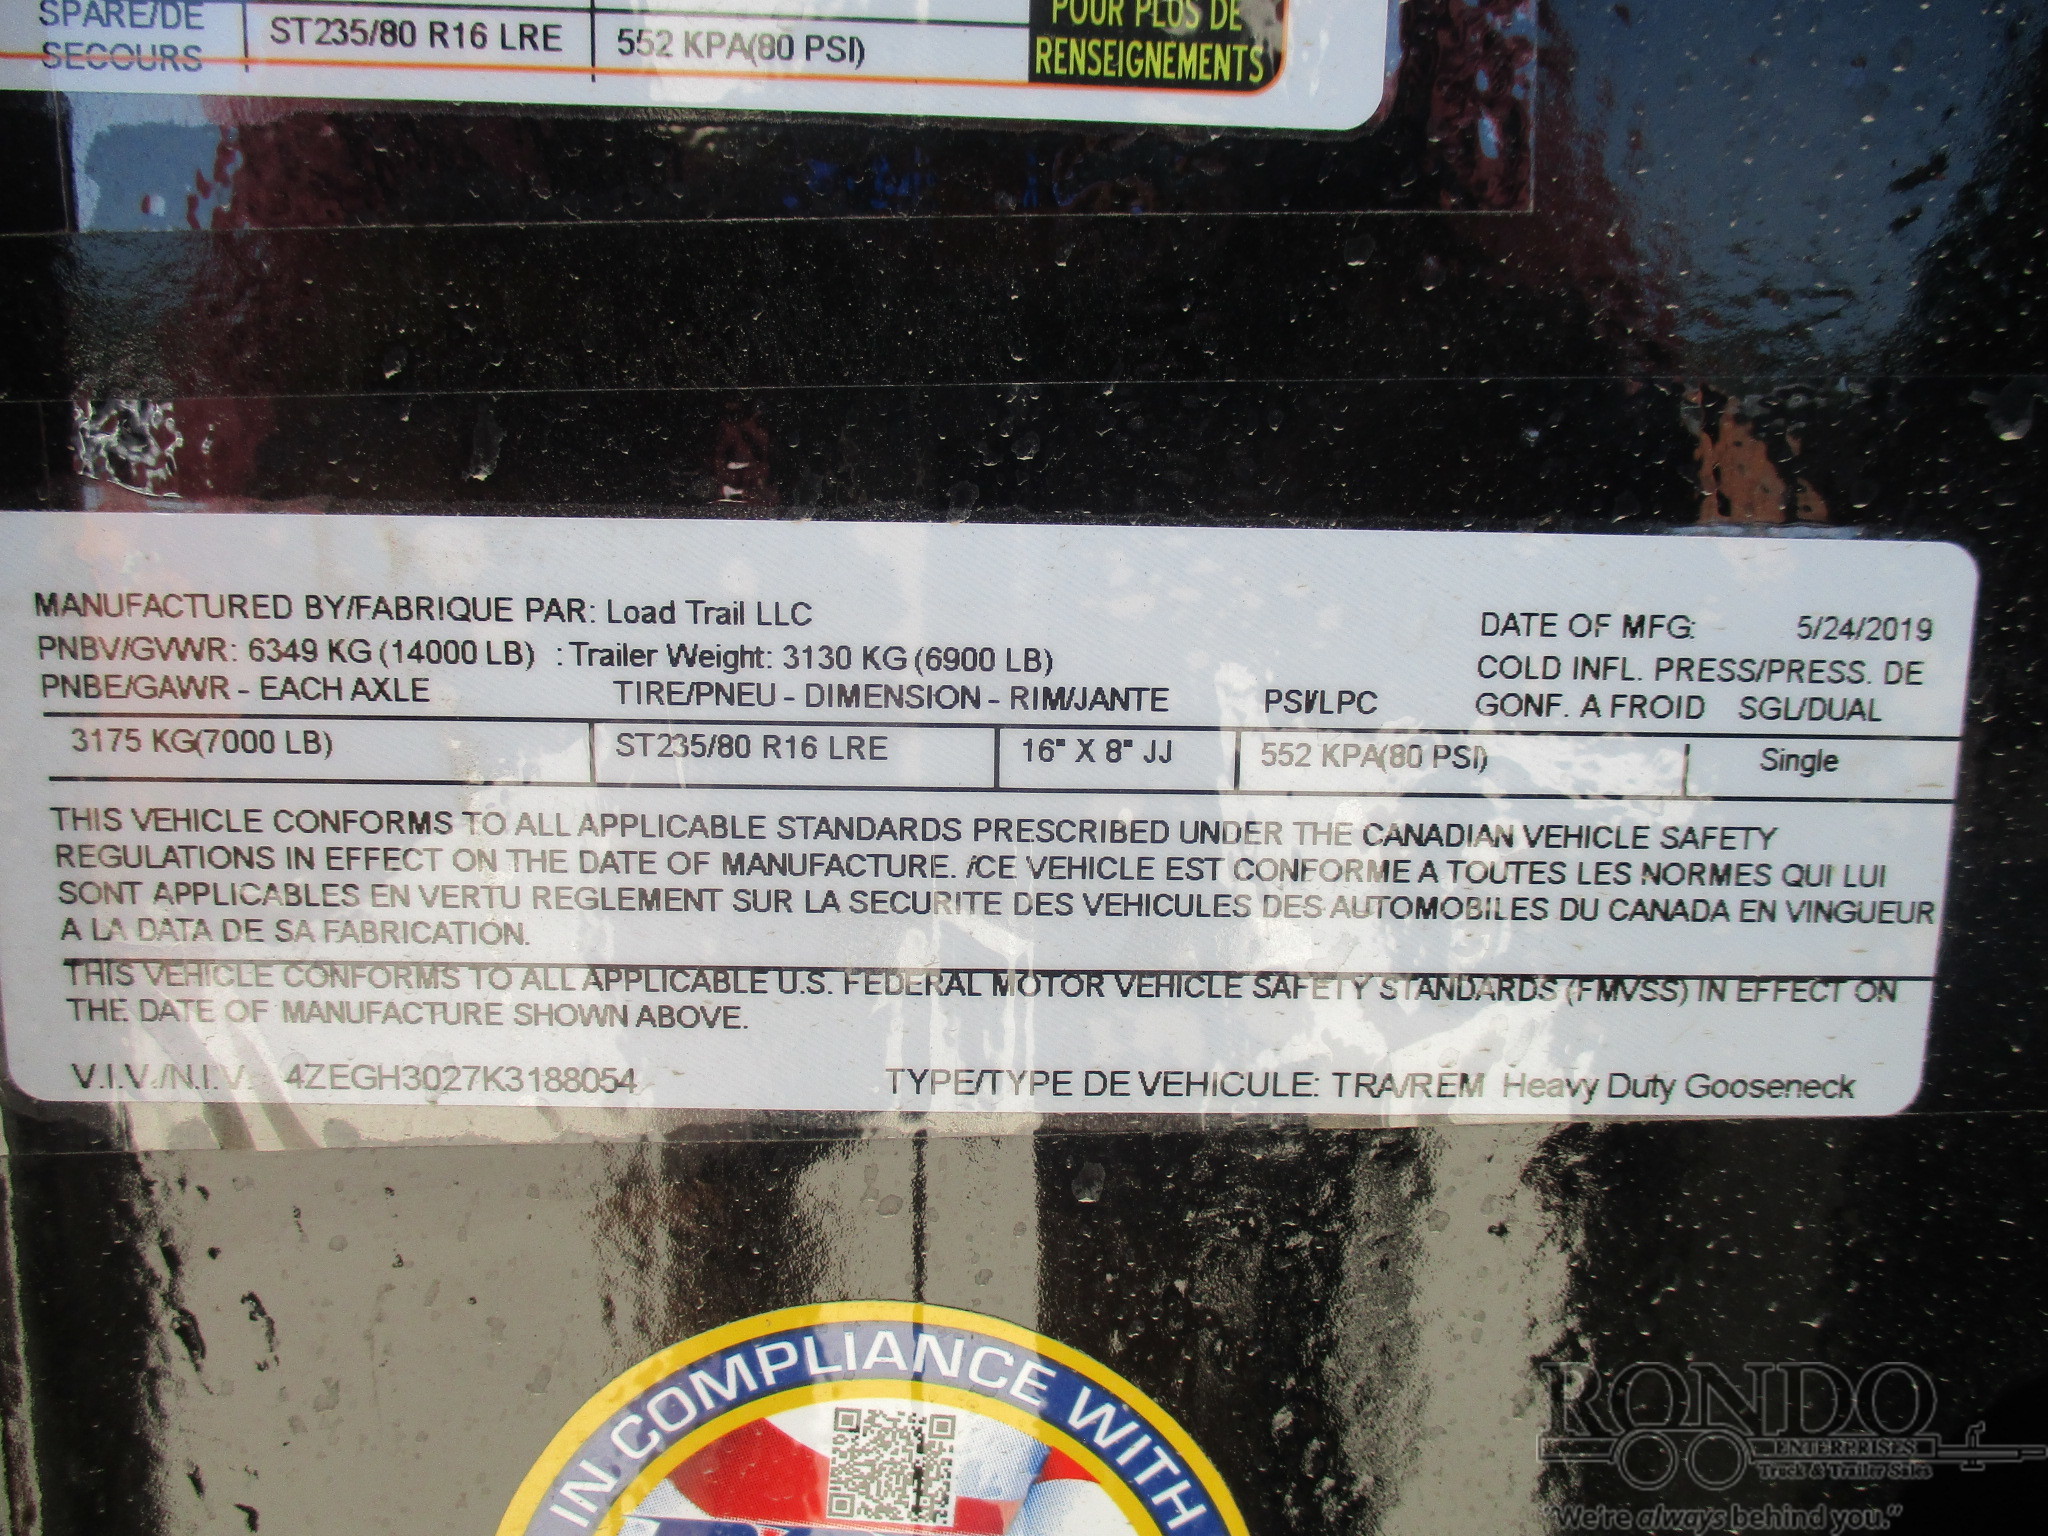 SPARE/DE
SECOURS
ST235/80 R16 LRE
552 KPA(80 PSI)
POUR PLUS DE
RENSEIGNEMENTS
MANUFACTURED BY/FABRIQUE PAR: Load Trail LLC
DATE OF MFG: 5/24/2019
PNBV/GVWR: 6349 KG (14000 LB) : Trailer Weight: 3130 KG (6900 LB)
COLD INFL. PRESS/PRESS. DE
PNBE/GAWR - EACH AXLE TIRE/PNEU - DIMENSION - RIM/JANTE PSI/LPC GONF. A FROID SGL/DUAL
3175 KG(7000 LB) ST235/80 R16 LRE 16" X 8" JJ 552 KPA(80 PSI) Single
THIS VEHICLE CONFORMS TO ALL APPLICABLE STANDARDS PRESCRIBED UNDER THE CANADIAN VEHICLE SAFETY
REGULATIONS IN EFFECT ON THE DATE OF MANUFACTURE. /CE VEHICLE EST CONFORME A TOUTES LES NORMES QUI LUI
SONT APPLICABLES EN VERTU REGLEMENT SUR LA SECURITE DES VEHICULES DES AUTOMOBILES DU CANADA EN VINGUEUR
A LA DATA DE SA FABRICATION.
THIS VEHICLE CONFORMS TO ALL APPLICABLE U.S. FEDERAL MOTOR VEHICLE SAFETY STANDARDS (FMVSS) IN EFFECT ON
THE DATE OF MANUFACTURE SHOWN ABOVE.
V.I.V./N.I.V. 4ZEGH3027K3188054 TYPE/TYPE DE VEHICULE: TRA/REM Heavy Duty Gooseneck
IN COMPLIANCE WITH
RONDO
ENTERPRISES
Truck & Trailer Sales
"We're always behind you."